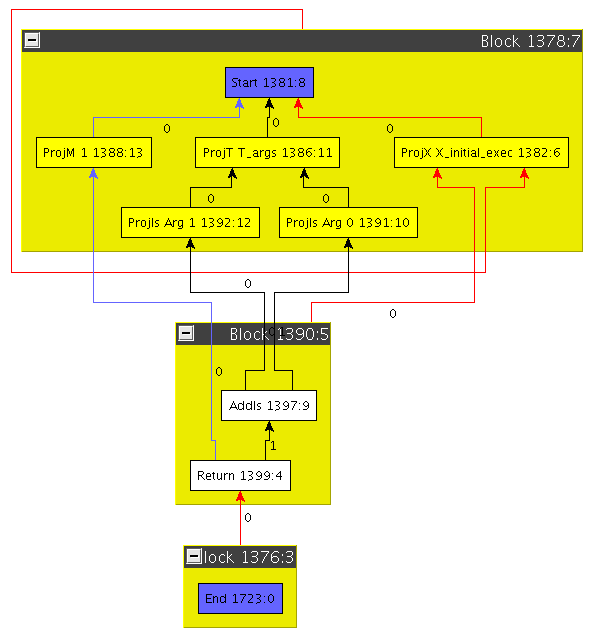 Block 1378:7
Start 1381:8
0
0
0
ProjM 1 1388:13
ProjT T_args 1386:11
ProjX X_initial_exec 1382:6
0
0
ProjIs Arg 1 1392:12
ProjIs Arg 0 1391:10
0
0
Block 1390:5
0
AddIs 1397:9
1
Return 1399:4
0
lock 1376:3
End 1723:0